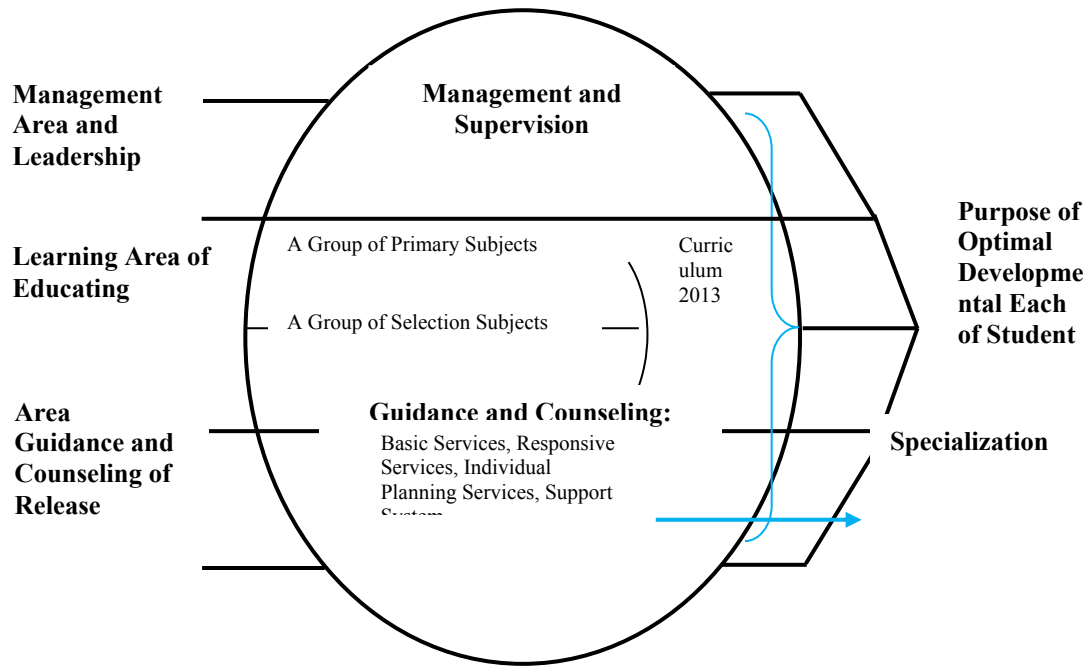 Management
Area and
Leadership
Management and
Supervision
Learning Area of
Educating
A Group of Primary Subjects
A Group of Selection Subjects
Curric
ulum
2013
Purpose of
Optimal
Developme
ntal Each
of Student
Area
Guidance and
Counseling of
Release
Guidance and Counseling:
Basic Services, Responsive
Services, Individual
Planning Services, Support
System
Specialization